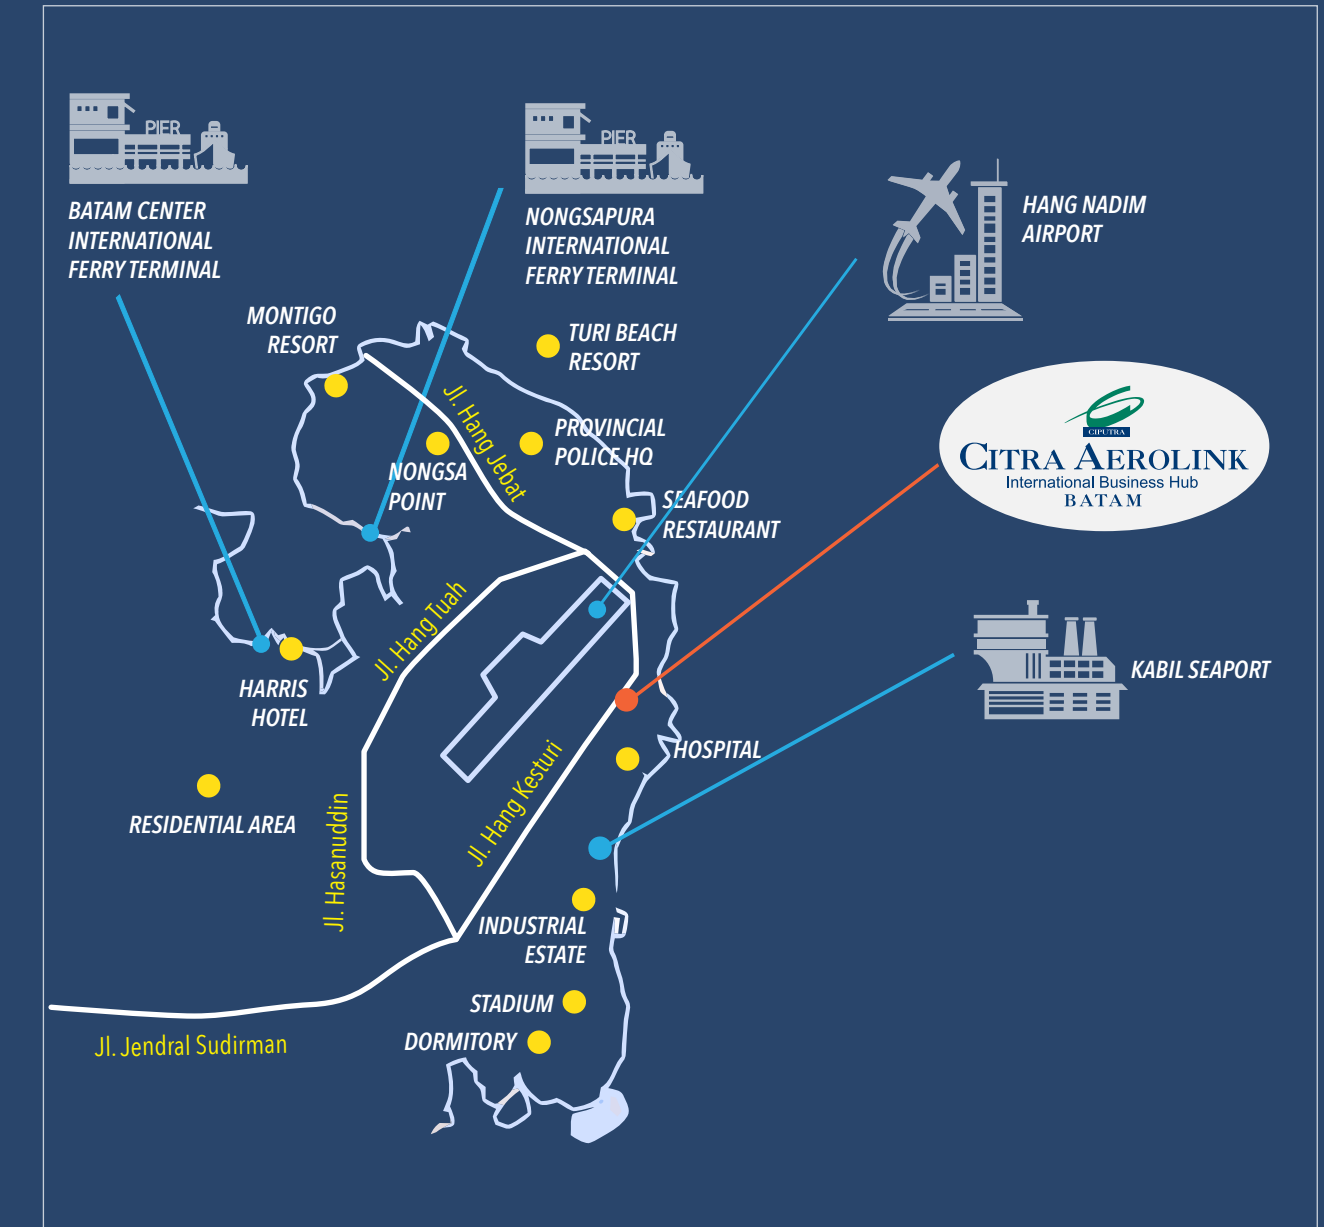 PIER
BATAM CENTER
INTERNATIONAL
FERRY TERMINAL
PIER
NONGSAPURA
INTERNATIONAL
FERRY TERMINAL
HANG NADIM
AIRPORT
MONTIGO
RESORT
TURI BEACH
RESORT
CIPUTRA
CITRA AEROLINK
International Business Hub
BATAM
Jl. Hang Jebat
PROVINCIAL
POLICE HQ
NONGSA
POINT
SEAFOOD
RESTAURANT
Jl. Hang Tuah
KABIL SEAPORT
HARRIS
HOTEL
HOSPITAL
Jl. Hang Kesturi
RESIDENTIAL AREA
Jl. Hasanuddin
INDUSTRIAL
ESTATE
STADIUM
DORMITORY
Jl. Jendral Sudirman